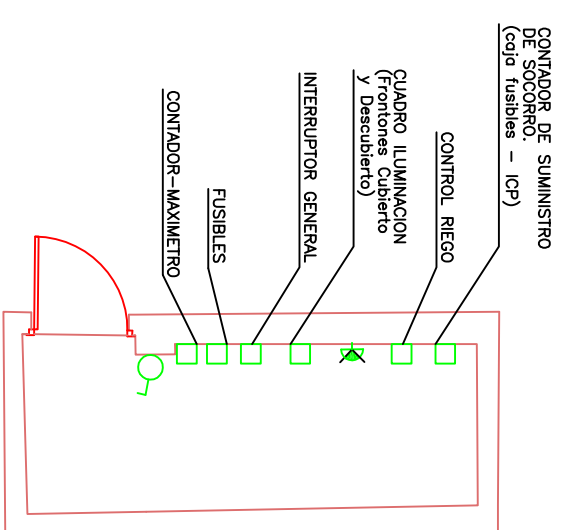 CONTADOR DE SUMINISTRO
DE SOCORRO.
(caja fusibles - ICP)
CONTROL RIEGO
CUADRO ILUMINACION
(Frontones Cubierto
y Descubierto)
INTERRUPTOR GENERAL
FUSIBLES
CONTADOR-MAXIMETRO